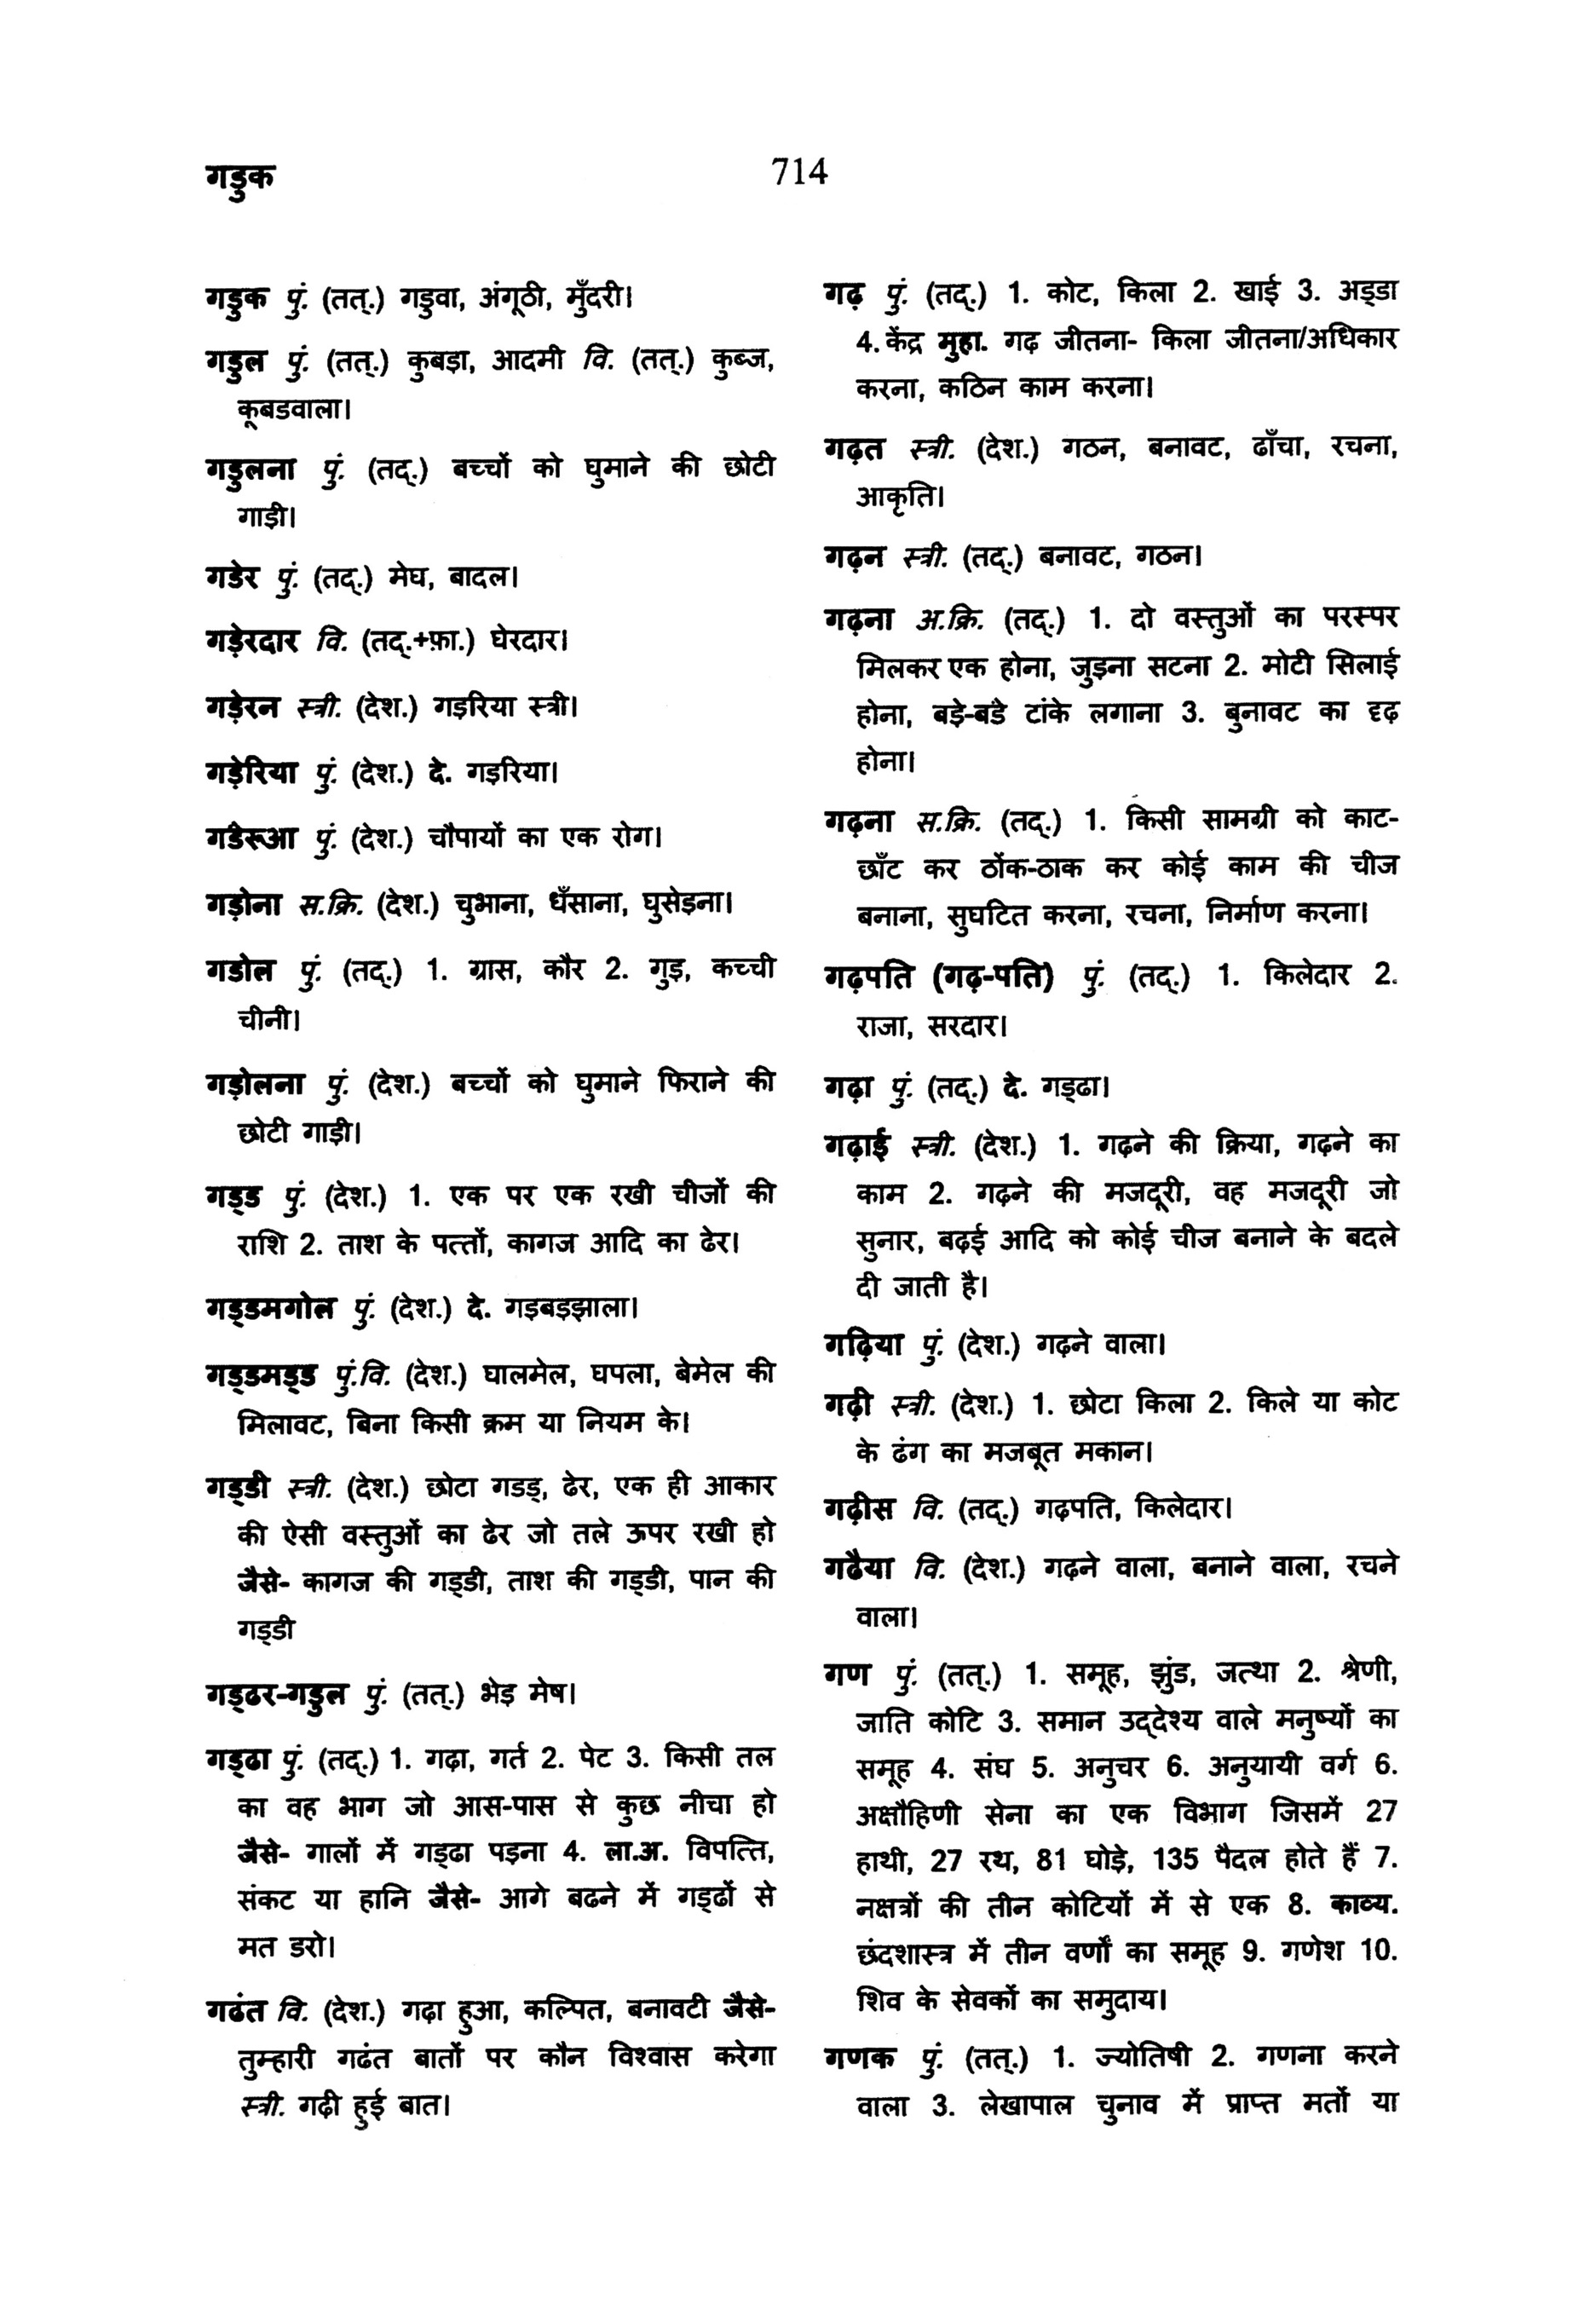 गड्डुक
714
गड्डुक पुं. (तत्.) गडुवा, अंगूठी, मुँदरी।
गड्डुल पुं. (तत्.) कुबड़ा, आदमी वि. (तत्.) कुब्ज,
कूबडवाला।
गडुलना पुं. (तद्.) बच्चों को घुमाने की छोटी
गाड़ी।
गडेर पुं. (तद्.) मेघ, बादल।
गड़ेरदार वि. (तद्.+फ़ा.) घेरदार।
गड़ेरन स्त्री. (देश.) गड़रिया स्त्री।
गड़ेरिया पुं. (देश.) दे. गड़रिया।
गडेरूआ पुं. (देश.) चौपायों का एक रोग।
गड़ोना स.क्रि. (देश.) चुभाना, धँसाना, घुसेड़ना।
गडोल पुं. (तद्.) 1. ग्रास, कौर 2. गुड़, कच्ची
चीनी।
गड़ोलना पुं. (देश.) बच्चों को घुमाने फिराने की
छोटी गाड़ी।
गड्ड पुं. (देश.) 1. एक पर एक रखी चीजों की
राशि 2. ताश के पत्तों, कागज आदि का ढेर।
गड्डमगोल पुं. (देश.) दे. गड़बड़झाला।
गड्डमड्ड पुं.वि. (देश.) घालमेल, घपला, बेमेल की
मिलावट, बिना किसी क्रम या नियम के।
गड्डी स्त्री. (देश.) छोटा गडड्, ढेर, एक ही आकार
की ऐसी वस्तुओं का ढेर जो तले ऊपर रखी हो
जैसे- कागज की गड्डी, ताश की गड्डी, पान की
गड्डी
गड्ढर-गड्डुल पुं. (तत्.) भेड़ मेष।
गड्ढा पुं. (तद्.) 1. गढ़ा, गर्त 2. पेट 3. किसी तल
का वह भाग जो आस-पास से कुछ नीचा हो
जैसे- गालों में गड्ढा पड़ना 4. ला.अ. विपत्ति,
संकट या हानि जैसे- आगे बढने में गड्ढों से
मत डरो।
गढंत वि. (देश.) गढ़ा हुआ, कल्पित, बनावटी जैसे-
तुम्हारी गढंत बातों पर कौन विश्वास करेगा
स्त्री. गढ़ी हुई बात।
गढ़ पुं. (तद्.) 1. कोट, किला 2. खाई 3. अड्डा
4. केंद्र मुहा. गढ़ जीतना- किला जीतना/अधिकार
करना, कठिन काम करना।
गढ़त स्त्री. (देश.) गठन, बनावट, ढाँचा, रचना,
आकृति।
गढ़न स्त्री. (तद्.) बनावट, गठन।
गढ़ना अ.क्रि. (तद्.) 1. दो वस्तुओं का परस्पर
मिलकर एक होना, जुड़ना सटना 2. मोटी सिलाई
होना, बड़े-बडे टांके लगाना 3. बुनावट का दृढ़
होना।
गढ़ना स.क्रि. (तद्.) 1. किसी सामग्री को काट-
छाँट कर ठोंक-ठाक कर कोई काम की चीज
बनाना, सुघटित करना, रचना, निर्माण करना।
गढ़पति (गढ़-पति) पुं. (तद्.) 1. किलेदार 2.
राजा, सरदार।
गढ़ा पुं. (तद्.) दे. गड्ढा।
गढ़ाई स्त्री. (देश.) 1. गढ़ने की क्रिया, गढ़ने का
काम 2. गढ़ने की मजदूरी, वह मजदूरी जो
सुनार, बढ़ई आदि को कोई चीज बनाने के बदले
दी जाती है।
गढ़िया पुं. (देश.) गढ़ने वाला।
गढ़ी स्त्री. (देश.) 1. छोटा किला 2. किले या कोट
के ढंग का मजबूत मकान।
गढ़ीस वि. (तद्.) गढ़पति, किलेदार।
गढैया वि. (देश.) गढ़ने वाला, बनाने वाला, रचने
वाला।
गण पुं. (तत्.) 1. समूह, झुंड, जत्था 2. श्रेणी,
जाति कोटि 3. समान उद्देश्य वाले मनुष्यों का
समूह 4. संघ 5. अनुचर 6. अनुयायी वर्ग 6.
अक्षौहिणी सेना का एक विभाग जिसमें 27
हाथी, 27 रथ, 81 घोड़े, 135 पैदल होते हैं 7.
नक्षत्रों की तीन कोटियों में से एक 8. काव्य.
छंदशास्त्र में तीन वर्णों का समूह 9. गणेश 10.
शिव के सेवकों का समुदाय।
गणक पुं. (तत्.) 1. ज्योतिषी 2. गणना करने
वाला 3. लेखापाल चुनाव में प्राप्त मतों या